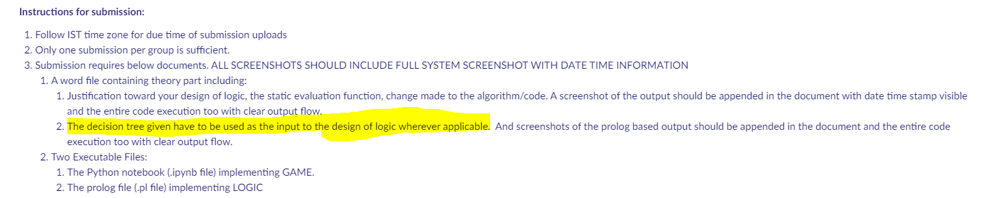 Instructions for submission:
1. Follow IST time zone for due time of submission uploads
2. Only one submission per group is sufficient.
3. Submission requires below documents. ALL SCREENSHOTS SHOULD INCLUDE FULL SYSTEM SCREENSHOT WITH DATE TIME INFORMATION
1. A word file containing theory part including:
1. Justification toward your design of logic, the static evaluation function, change made to the algorithm/code. A screenshot of the output should be appended in the document with date time stamp visible
and the entire code execution too with clear output flow.
2. The decision tree given have to be used as the input to the design of logic wherever applicable. And screenshots of the prolog based output should be appended in the document and the entire code
execution too with clear output flow.
2. Two Executable Files:
1. The Python notebook (.ipynb file) implementing GAME.
2. The prolog file (.pl file) implementing LOGIC